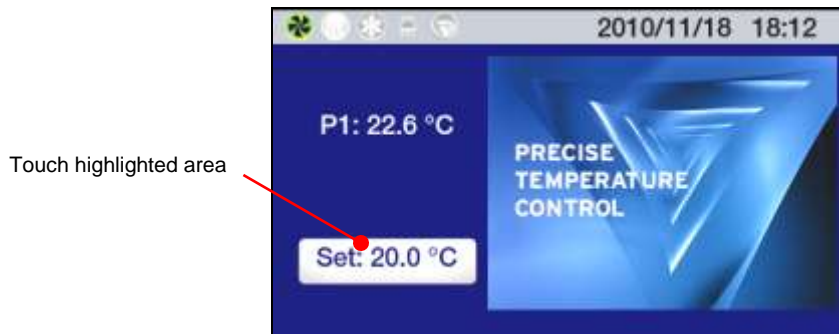 2010/11/18 18:12
P1: 22.6 °C
PRECISE
TEMPERATURE
CONTROL
Touch highlighted area
Set: 20.0 °C